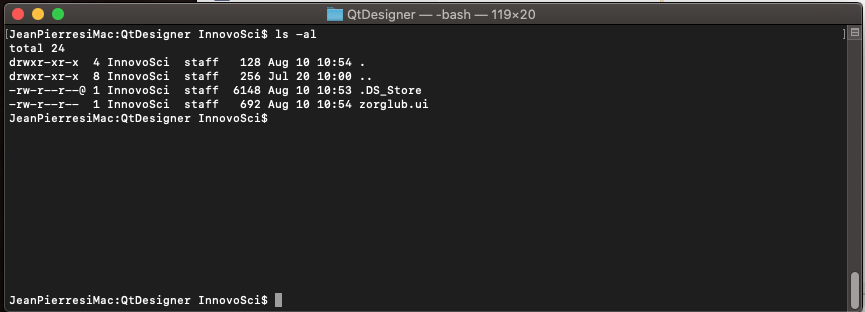 QtDesigner — -bash — 119×20
[JeanPierresiMac:QtDesigner InnovoSci$ ls -al ]
total 24
drwxr-xr-x  4 InnovoSci  staff   128 Aug 10 10:54 .
drwxr-xr-x  8 InnovoSci  staff   256 Jul 20 10:00 ..
-rw-r--r--@ 1 InnovoSci  staff  6148 Aug 10 10:53 .DS_Store
-rw-r--r--  1 InnovoSci  staff   692 Aug 10 10:54 zorglub.ui
JeanPierresiMac:QtDesigner InnovoSci$
JeanPierresiMac:QtDesigner InnovoSci$